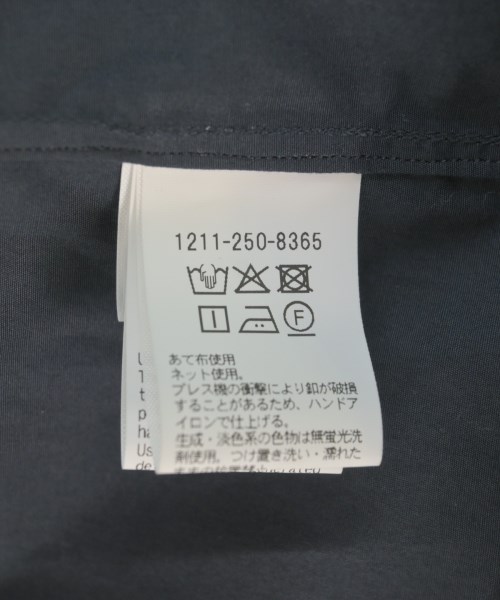 1211-250-8365
F
あて布使用
ネット使用。
プレス機の衝撃により釦が破損
することがあるため、ハンドア
イロンで仕上げる。
生成・淡色系の色物は無蛍光洗
剤使用。つけ置き洗い・濡れた
U
T
t
p
ha
Us
de